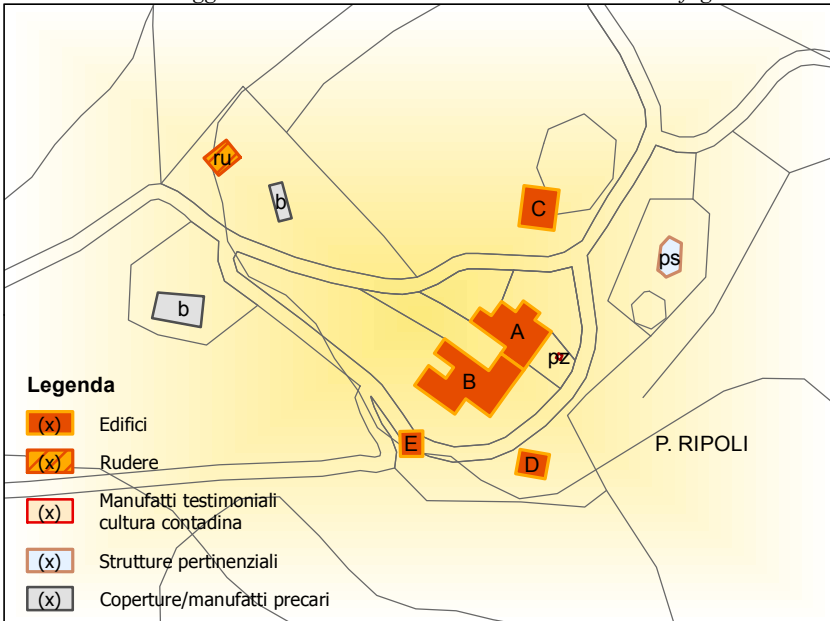 ru
b
C
ps
b
A
pz
B
Legenda
(x) Edifici
E
P. RIPOLI
D
(x) Rudere
(x) Manufatti testimoniali
cultura contadina
(x) Strutture pertinenziali
(x) Coperture/manufatti precari